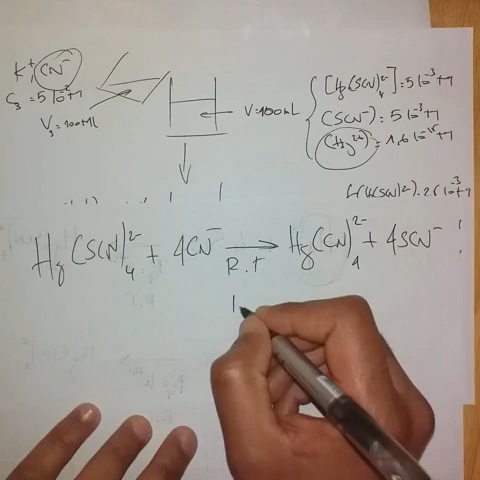 K⁺, CN⁻
C₃ = 5 10⁻² M
V₃ = 100 mL
V = 100 mL
[Hg(SCN)₄²⁻] = 5 10⁻³ M
(SCN⁻) = 5 10⁻³ M
(Hg²⁺) = 1,6 10⁻¹⁵ M
Hg(SCN)₄²⁻ + 4CN⁻ → Hg(CN)₄²⁻ + 4SCN⁻
R.T